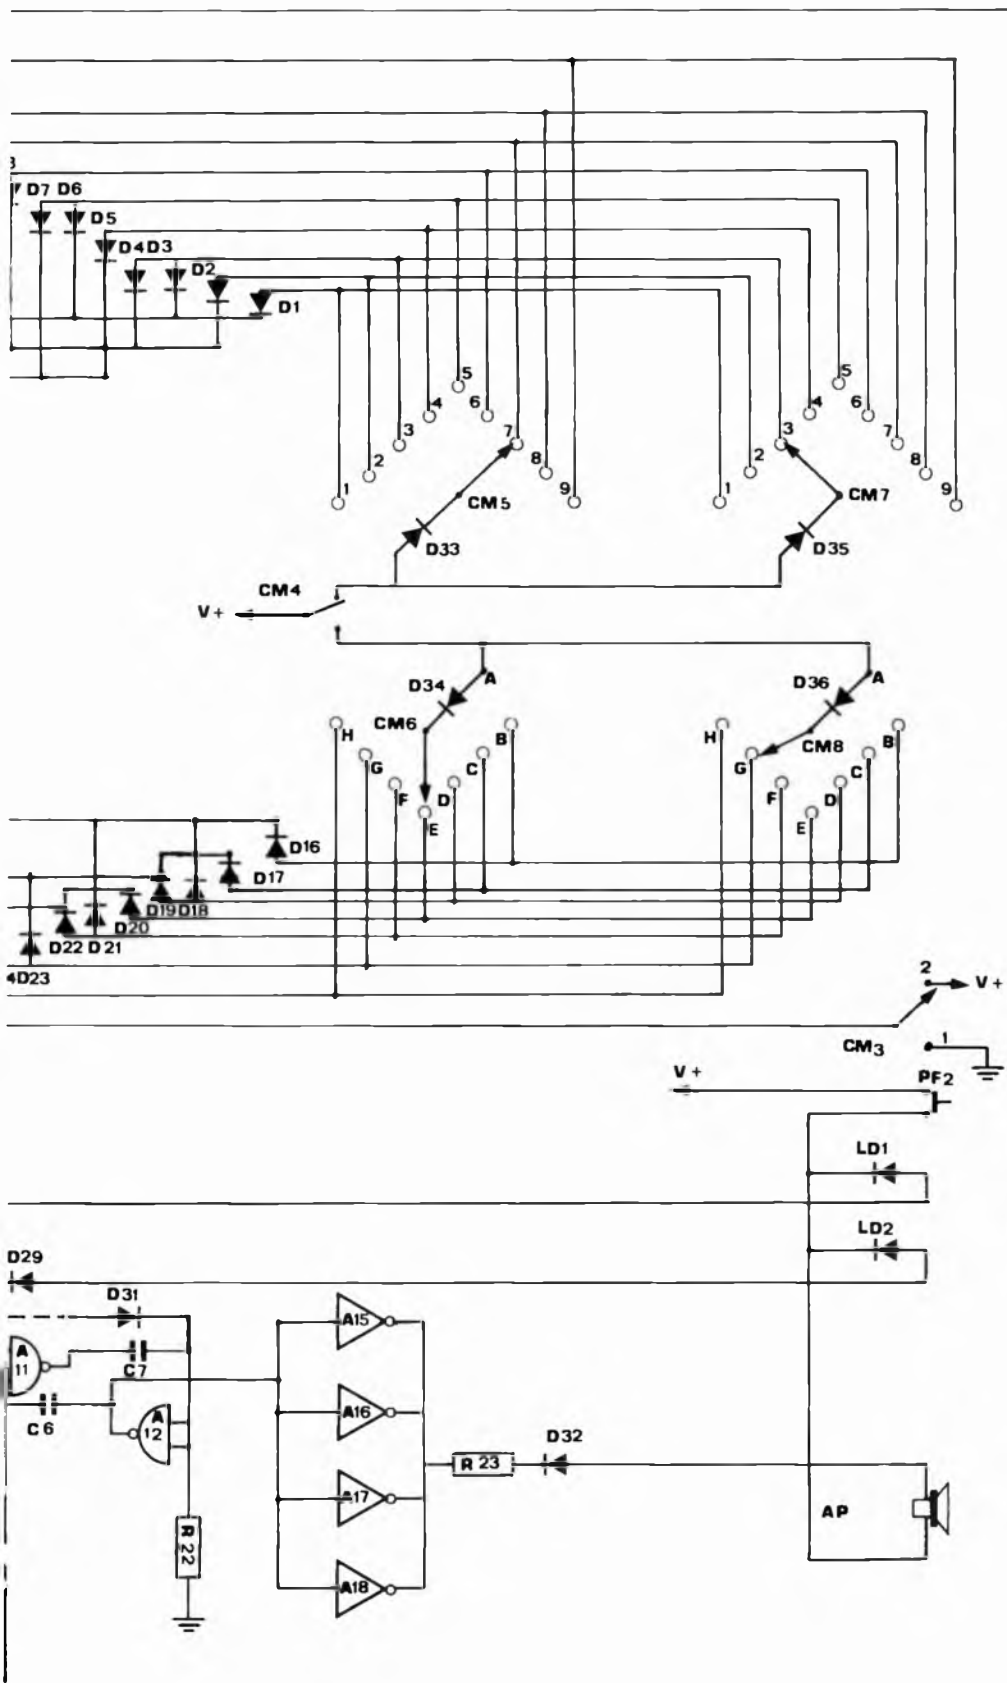 3
D7 D6
D5
D4 D3
D2
D1
5 5
4 6 4 6
3 7 3 7
2 8 2 8
1 9 1 9
CM5 CM7
D33 D35
CM4
V+
D34 A D36 A
CM6 CM8
H B H B
G C G C
F D F D
E E
D16
D17
D19 D18
D20
D22 D21
4 D23
2
V+
CM3 1
V+ PF2
LD1
LD2
D29
D31
A15
A
11
C7
C6
A
12
A16
D32
R 23
A17
AP
R 22
A18